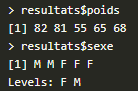 > resultats$poids
[1] 82 81 55 65 68
> resultats$sexe
[1] M M F F F
Levels: F M